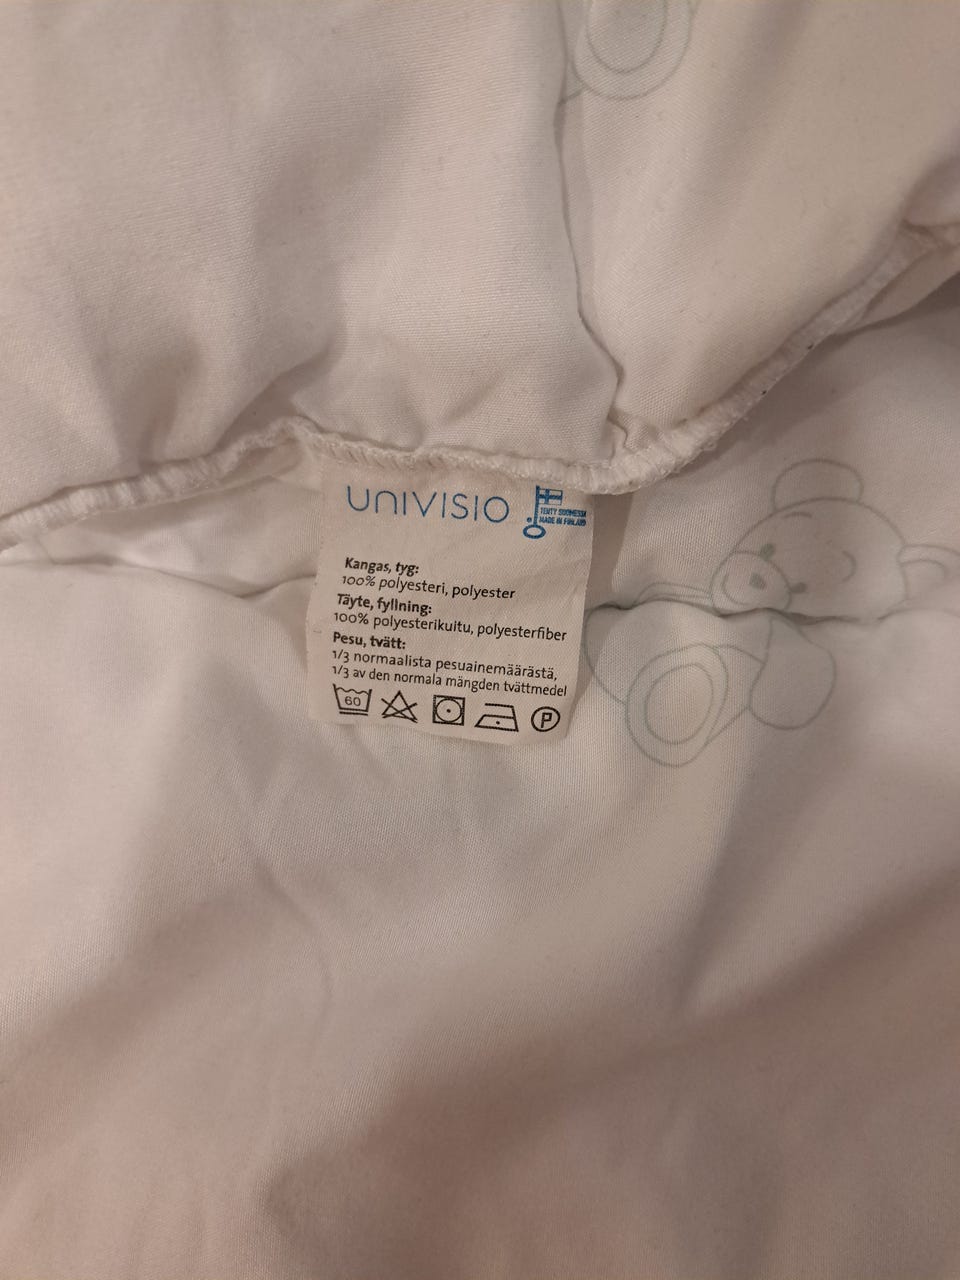 UNIVISIO
TEHTY SUOMESSA
MADE IN FINLAND
Kangas, tyg:
100% polyesteri, polyester
Täyte, fyllning:
100% polyesterikuitu, polyesterfiber
Pesu, tvätt:
1/3 normaalista pesuainemäärästä,
1/3 av den normala mängden tvättmedel
60
P